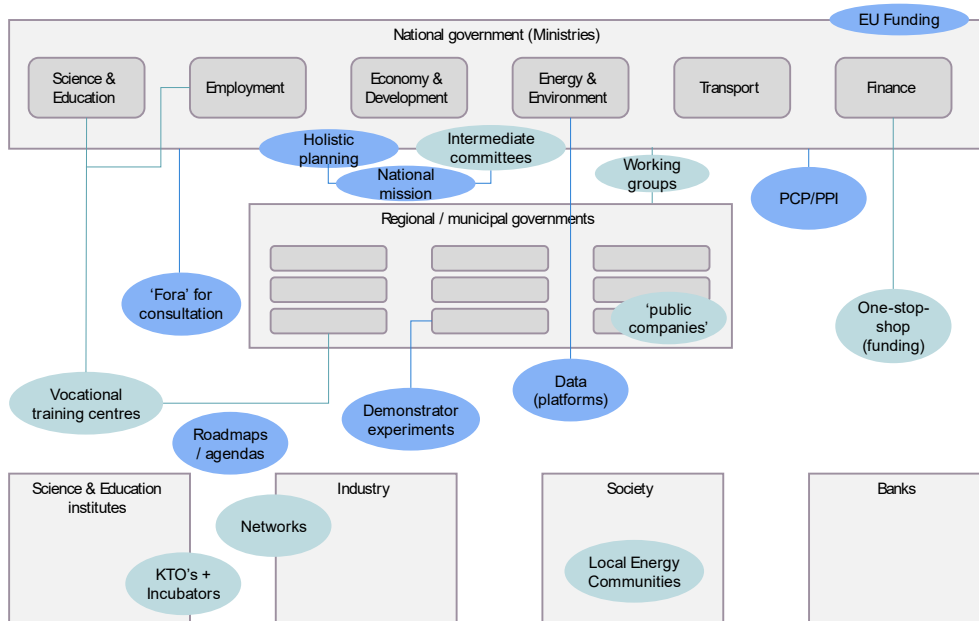 EU Funding
National government (Ministries)
Science &
Education
Employment
Economy &
Development
Energy &
Environment
Transport
Finance
Holistic
planning
Intermediate
committees
National
mission
Working
groups
PCP/PPI
Regional / municipal governments
‘Fora’ for
consultation
‘public
companies’
One-stop-
shop
(funding)
Vocational
training centres
Demonstrator
experiments
Data
(platforms)
Roadmaps
/ agendas
Science & Education
institutes
Industry
Society
Banks
Networks
KTO's +
Incubators
Local Energy
Communities